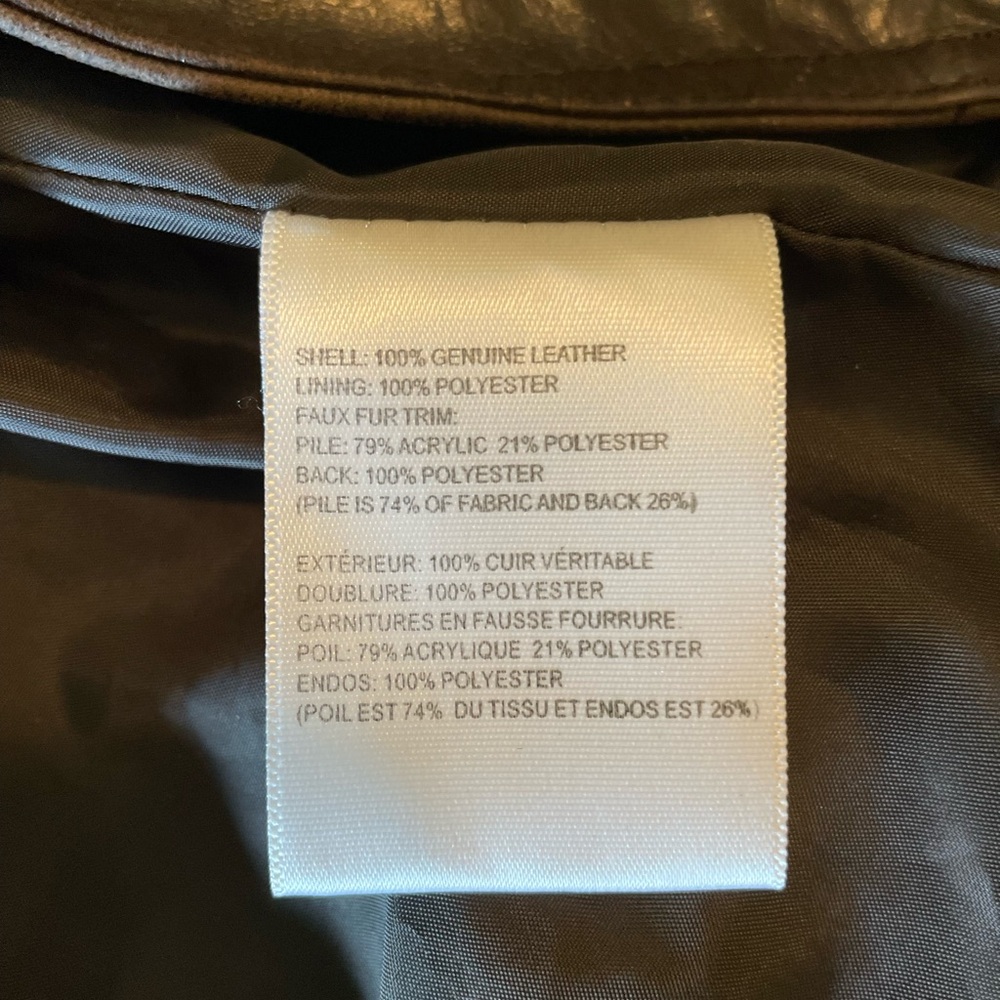 SHELL: 100% GENUINE LEATHER
LINING: 100% POLYESTER
FAUX FUR TRIM:
PILE: 79% ACRYLIC 21% POLYESTER
BACK: 100% POLYESTER
(PILE IS 74% OF FABRIC AND BACK 26%)
EXTÉRIEUR: 100% CUIR VÉRITABLE
DOUBLURE: 100% POLYESTER
GARNITURES EN FAUSSE FOURRURE:
POIL: 79% ACRYLIQUE 21% POLYESTER
ENDOS: 100% POLYESTER
(POIL EST 74% DU TISSU ET ENDOS EST 26%)